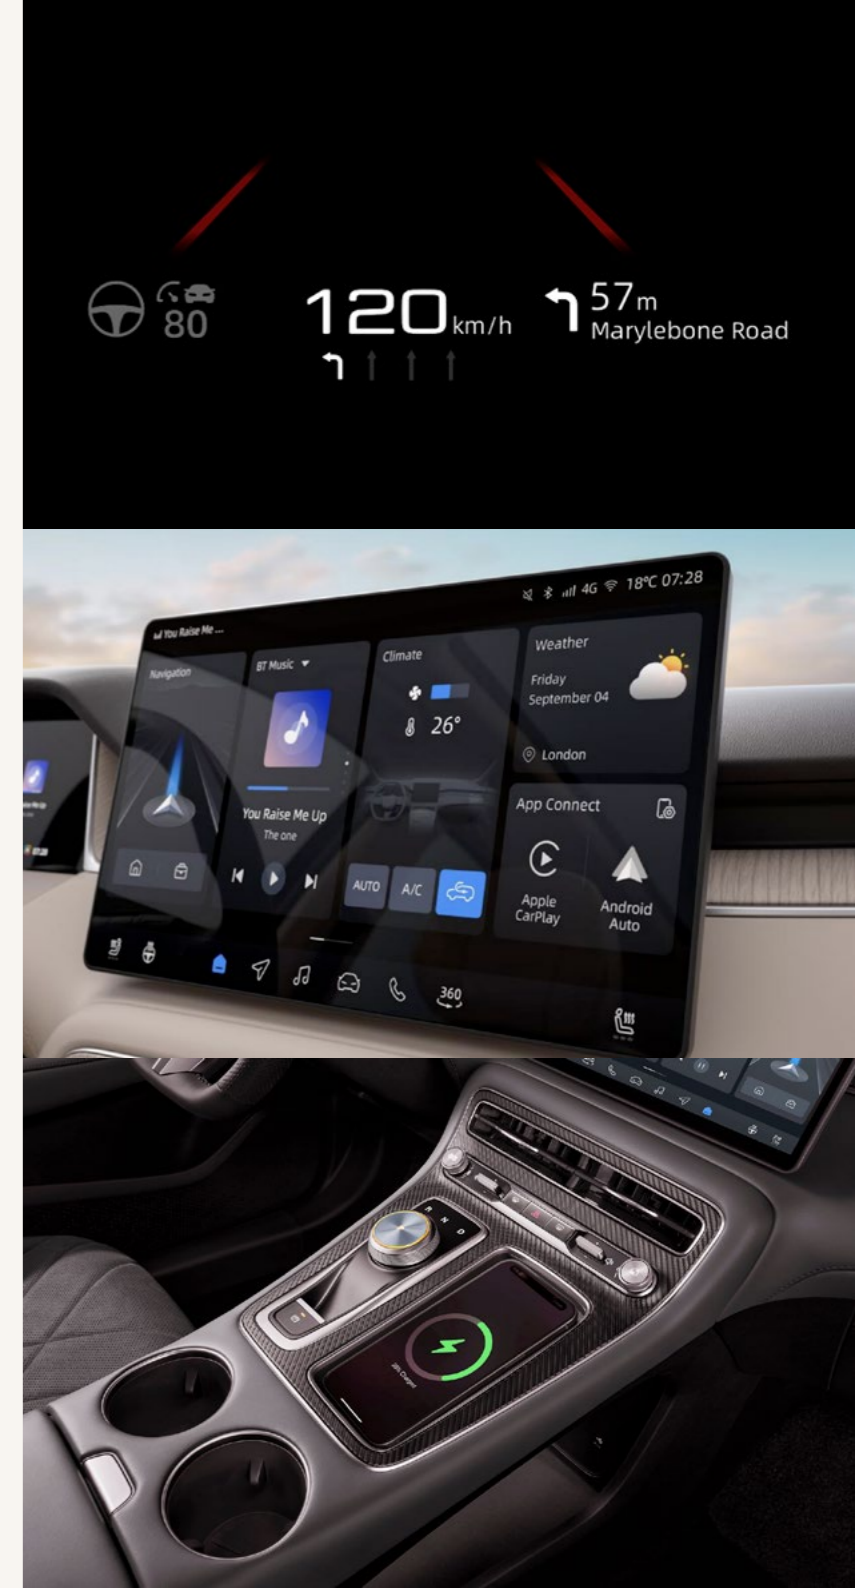 120 km/h
80
57m
Marylebone Road
4G 18°C 07:28
You Raise Me ...
Navigation
BT Music
You Raise Me Up
The one
Climate
26°
AUTO A/C
Weather
Friday
September 04
London
App Connect
Apple
CarPlay
Android
Auto
360
R N D